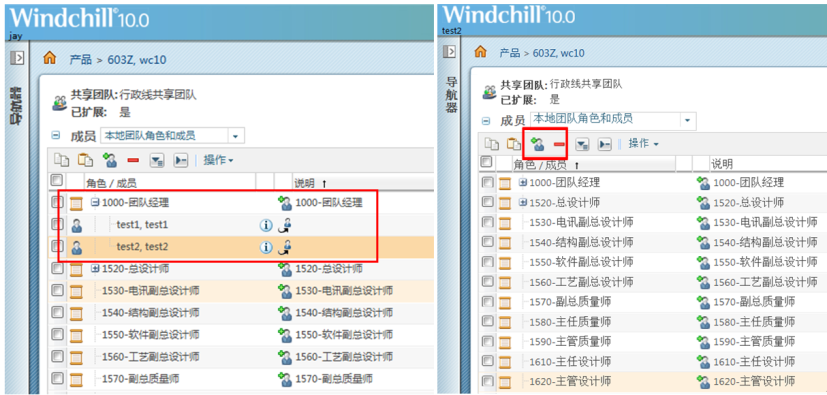 Windchill® 10.0
jay
产品 > 603Z, wc10
导航器
共享团队: 行政线共享团队
已扩展: 是
成员 本地团队角色和成员
操作
角色 / 成员 说明 ↑
1000-团队经理 1000-团队经理
test1, test1
test2, test2
1520-总设计师 1520-总设计师
1530-电讯副总设计师 1530-电讯副总设计师
1540-结构副总设计师 1540-结构副总设计师
1550-软件副总设计师 1550-软件副总设计师
1560-工艺副总设计师 1560-工艺副总设计师
1570-副总质量师 1570-副总质量师
Windchill® 10.0
test2
产品 > 603Z, wc10
导航器
共享团队: 行政线共享团队
已扩展: 是
成员 本地团队角色和成员
操作
角色 / 成员 ↑ 说明
1000-团队经理 1000-团队经理
1520-总设计师 1520-总设计师
1530-电讯副总设计师 1530-电讯副总设计师
1540-结构副总设计师 1540-结构副总设计师
1550-软件副总设计师 1550-软件副总设计师
1560-工艺副总设计师 1560-工艺副总设计师
1570-副总质量师 1570-副总质量师
1580-主任质量师 1580-主任质量师
1590-主管质量师 1590-主管质量师
1610-主任设计师 1610-主任设计师
1620-主管设计师 1620-主管设计师